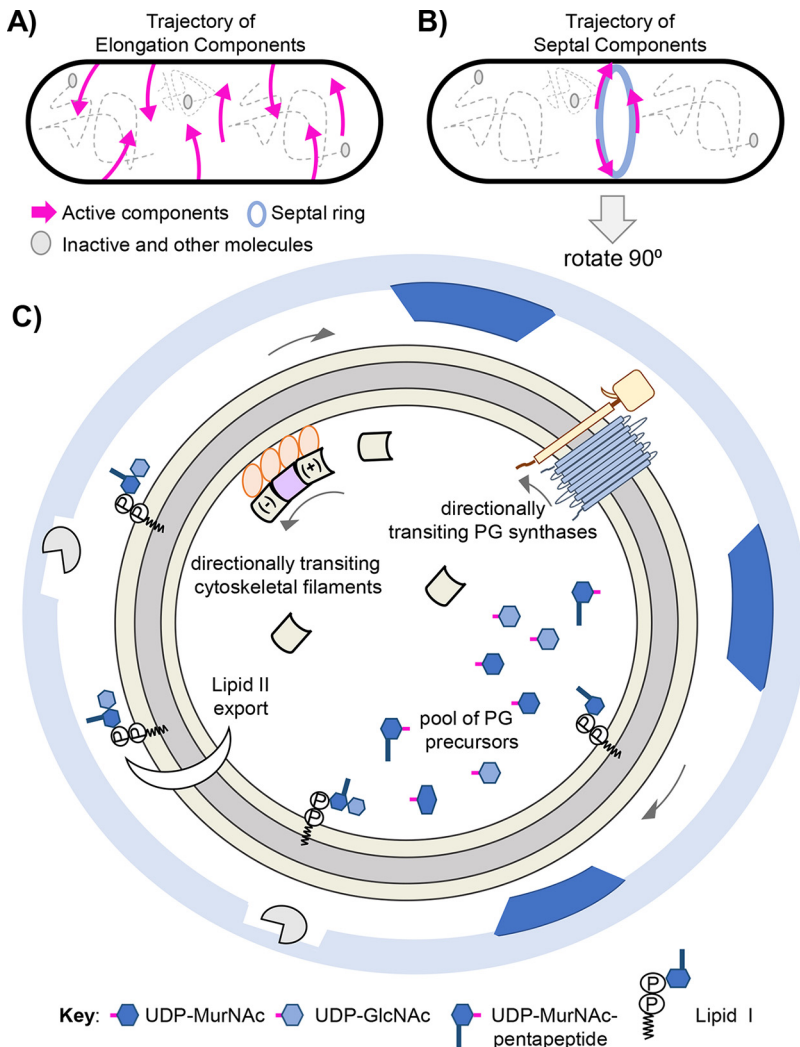 A)
Trajectory of
Elongation Components
B)
Trajectory of
Septal Components
Active components
Septal ring
Inactive and other molecules
rotate 90º
C)
(+)
(-)
directionally
transiting PG synthases
directionally transiting
cytoskeletal filaments
P
P
Lipid II
export
pool of PG
precursors
P
P
P
P
P
P
Key:
UDP-MurNAc
UDP-GlcNAc
UDP-MurNAc-
pentapeptide
P
P
Lipid I